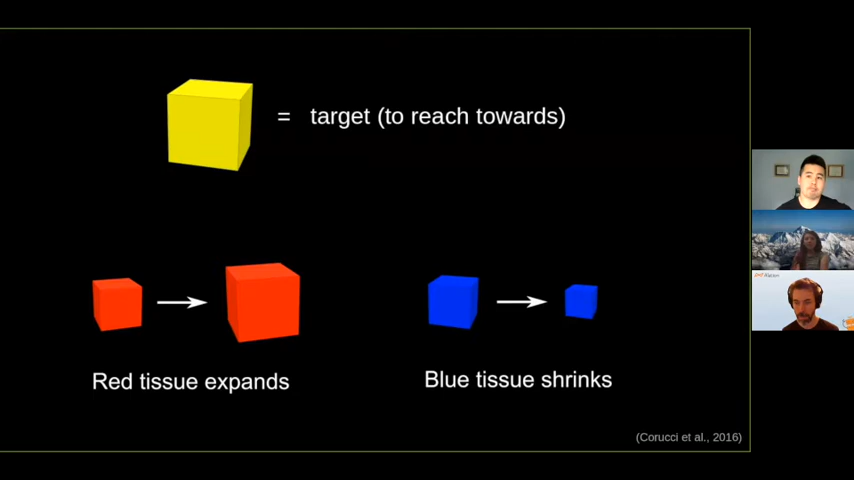 = target (to reach towards)
Red tissue expands
Blue tissue shrinks
(Corucci et al., 2016)